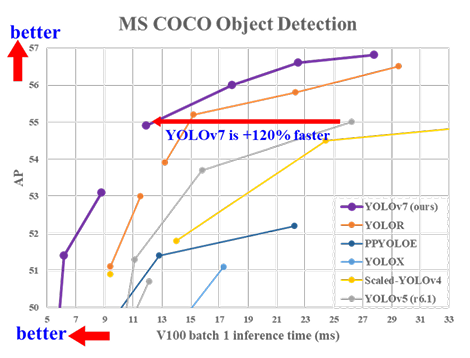 better
MS COCO Object Detection
57
56
55
54
53
52
51
50
AP
YOLOv7 is +120% faster
YOLOv7 (ours)
YOLOR
PPYOLOE
YOLOX
Scaled-YOLOv4
YOLOv5 (r6.1)
5 7 9 11 13 15 17 19 21 23 25 27 29 31 33
better
V100 batch 1 inference time (ms)